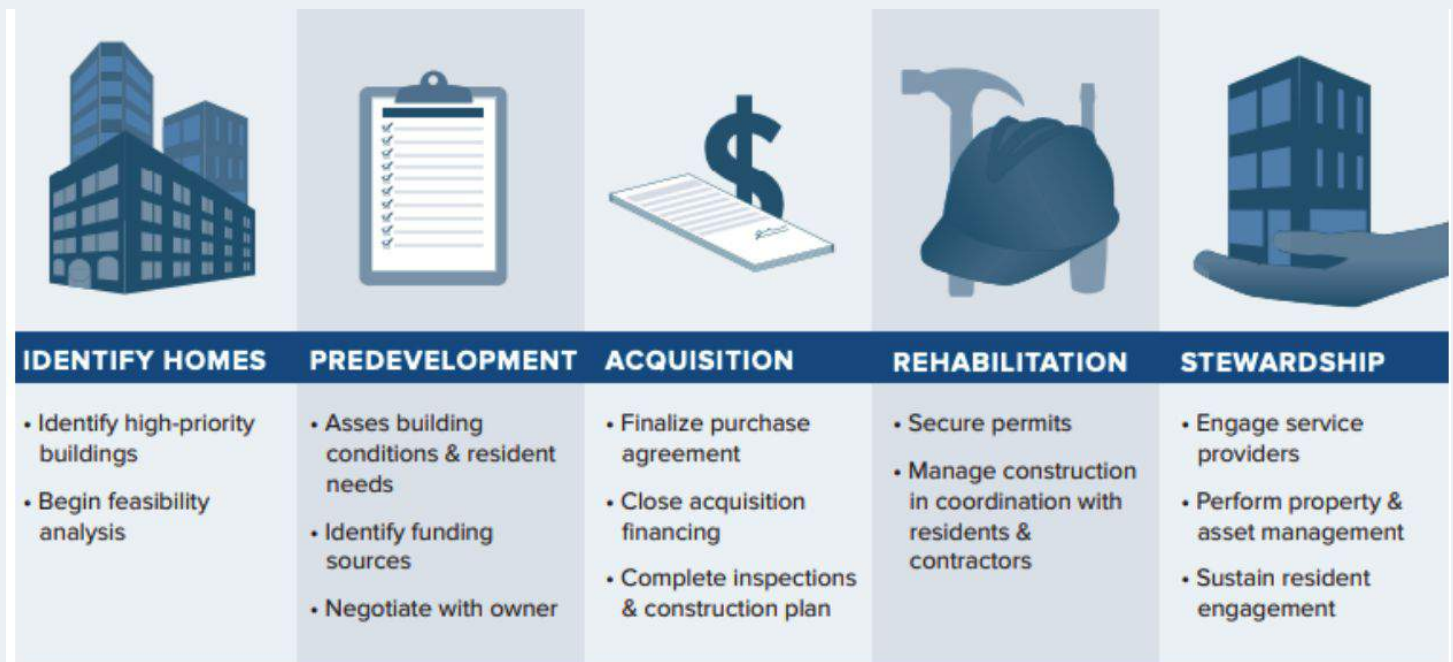 IDENTIFY HOMES
• Identify high-priority
buildings
• Begin feasibility
analysis
PREDEVELOPMENT
• Asses building
conditions & resident
needs
• Identify funding
sources
• Negotiate with owner
ACQUISITION
• Finalize purchase
agreement
• Close acquisition
financing
• Complete inspections
& construction plan
REHABILITATION
• Secure permits
• Manage construction
in coordination with
residents &
contractors
STEWARDSHIP
• Engage service
providers
• Perform property &
asset management
• Sustain resident
engagement